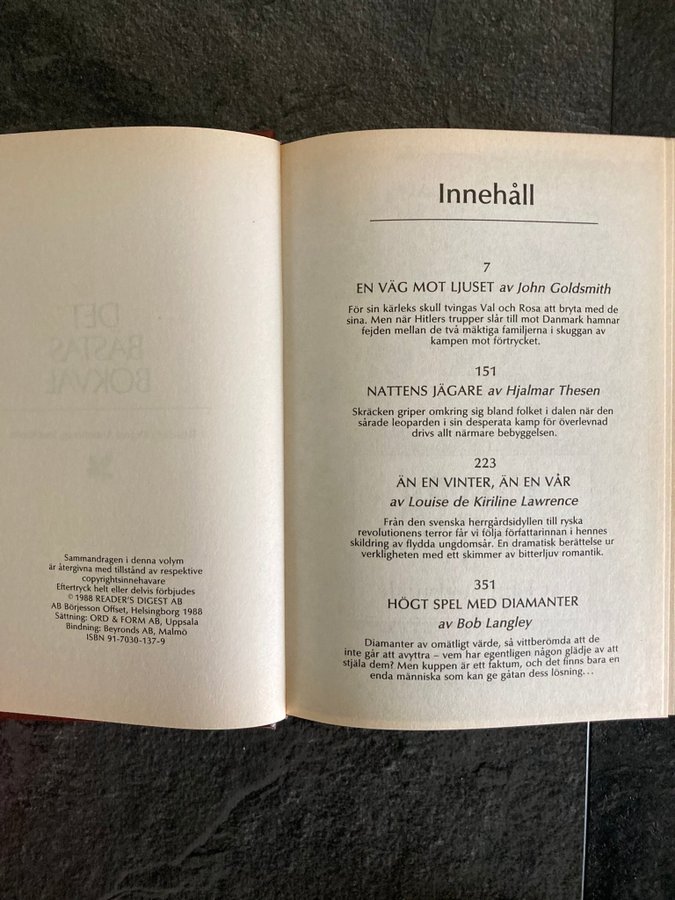 DET
BÄSTAS
BOKVAL
Sammandragen i denna volym
är återgivna med tillstånd av respektive
copyrightsinnehavare
Eftertryck helt eller delvis förbjudes
© 1988 READER'S DIGEST AB
AB Börjesson Offset, Helsingborg 1988
Sättning: ORD & FORM AB, Uppsala
Bindning: Beyronds AB, Malmö
ISBN 91-7030-137-9
Innehåll
7
EN VÄG MOT LJUSET av John Goldsmith
För sin kärleks skull tvingas Val och Rosa att bryta med de
sina. Men när Hitlers trupper slår till mot Danmark hamnar
fejden mellan de två mäktiga familjerna i skuggan av
kampen mot förtrycket.
151
NATTENS JÄGARE av Hjalmar Thesen
Skräcken griper omkring sig bland folket i dalen när den
sårade leoparden i sin desperata kamp för överlevnad
drivs allt närmare bebyggelsen.
223
ÄN EN VINTER, ÄN EN VÅR
av Louise de Kiriline Lawrence
Från den svenska herrgårdsidyllen till ryska
revolutionens terror får vi följa författarinnan i hennes
skildring av flydda ungdomsår. En dramatisk berättelse ur
verkligheten med ett skimmer av bitterljuv romantik.
351
HÖGT SPEL MED DIAMANTER
av Bob Langley
Diamanter av omätligt värde, så vittberömda att de
inte går att avyttra – vem har egentligen någon glädje av att
stjäla dem? Men kuppen är ett faktum, och det finns bara en
enda människa som kan ge gåtan dess lösning...